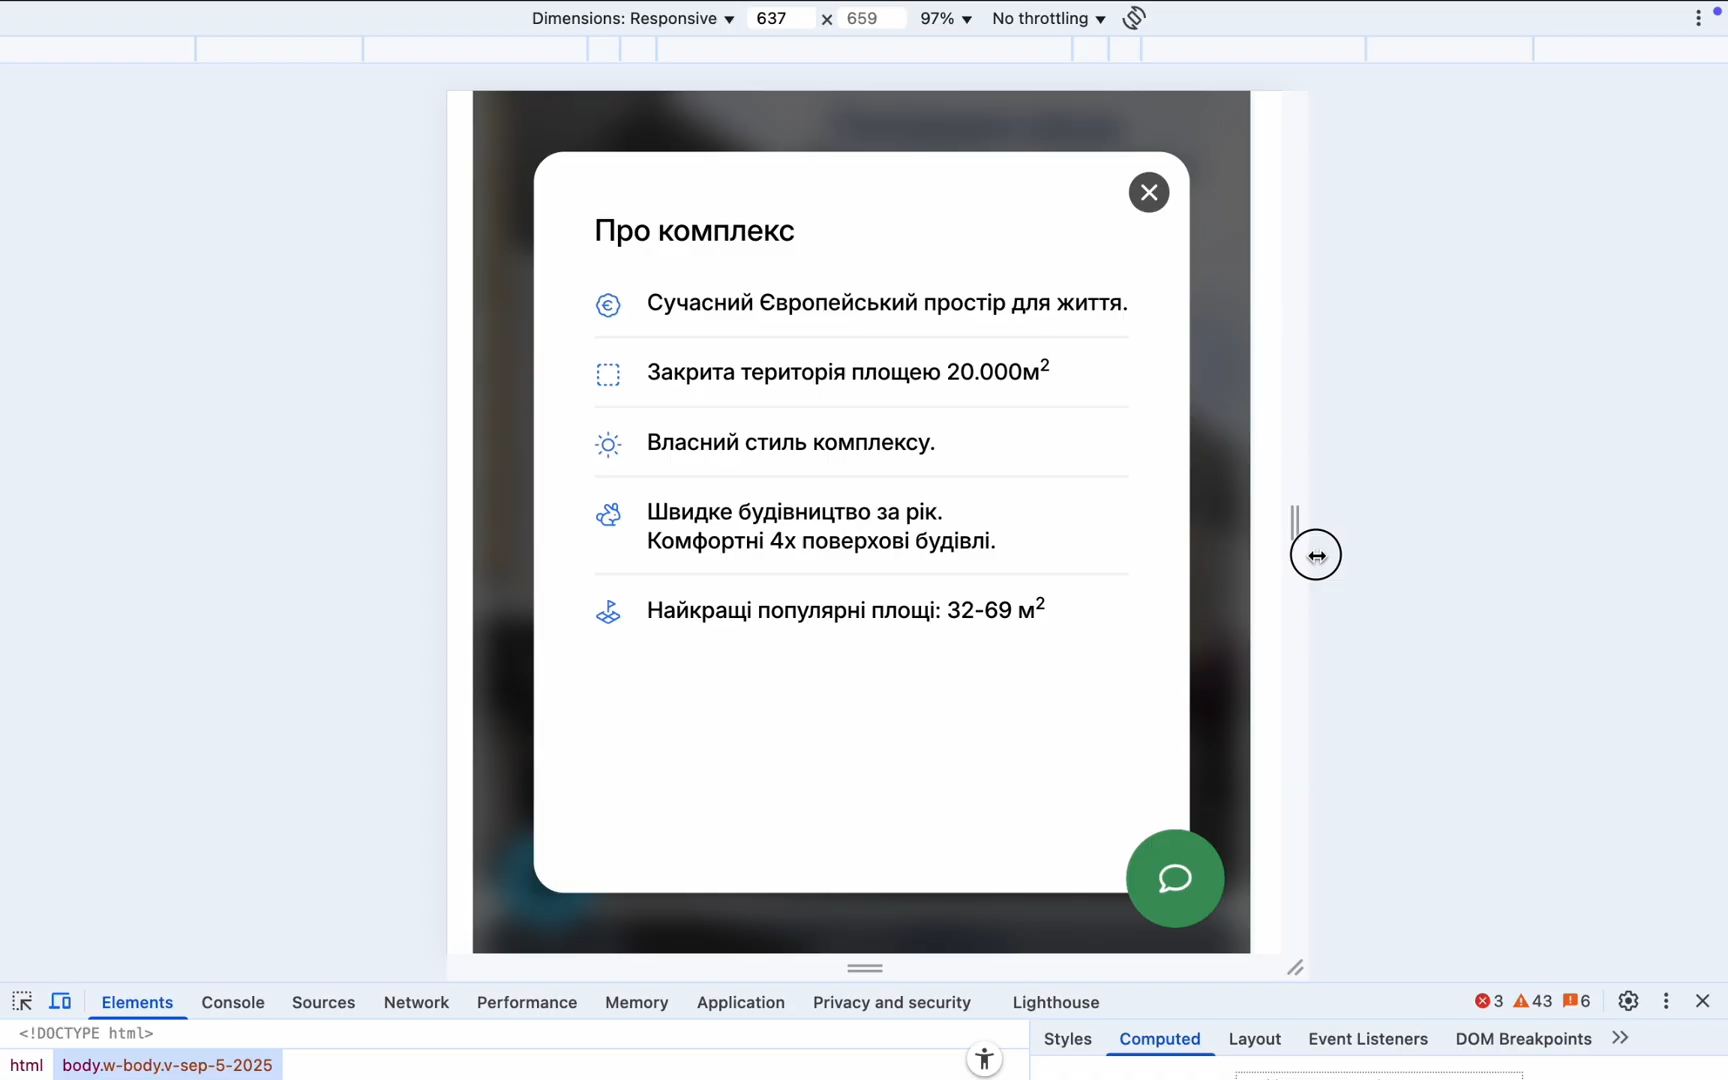 Dimensions: Responsive 637 x 659 97% No throttling
Про комплекс
Сучасний Європейський простір для життя.
Закрита територія площею 20.000м²
Власний стиль комплексу.
Швидке будівництво за рік.
Комфортні 4х поверхові будівлі.
Найкращі популярні площі: 32-69 м²
Elements Console Sources Network Performance Memory Application Privacy and security Lighthouse 3 43 6
<!DOCTYPE html>
Styles Computed Layout Event Listeners DOM Breakpoints
html body.w-body.v-sep-5-2025